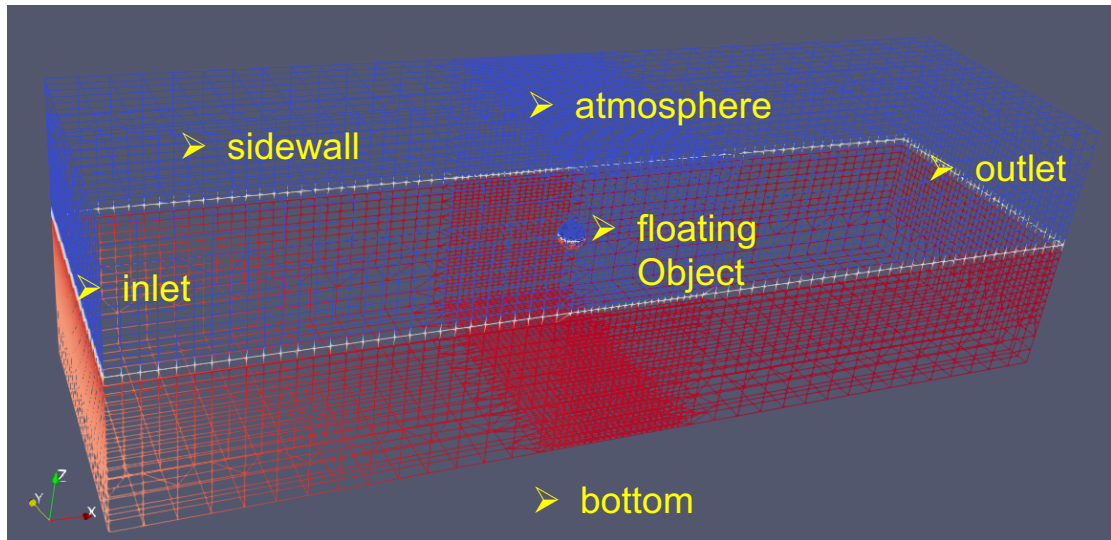 atmosphere
sidewall
outlet
floating
Object
inlet
bottom
Z
Y
X